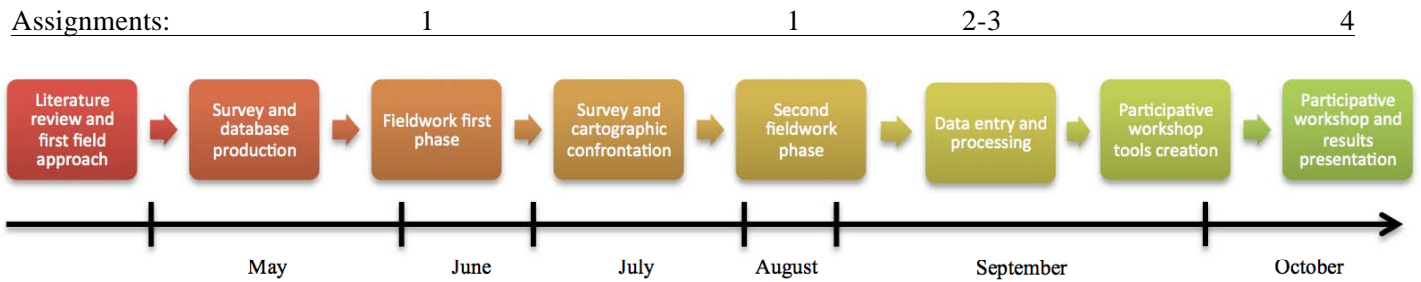 Assignments: 1 1 2-3 4
Literature
review and
first field
approach
Survey and
database
production
Fieldwork first
phase
Survey and
cartographic
confrontation
Second
fieldwork
phase
Data entry and
processing
Participative
workshop
tools creation
Participative
workshop and
results
presentation
May June July August September October